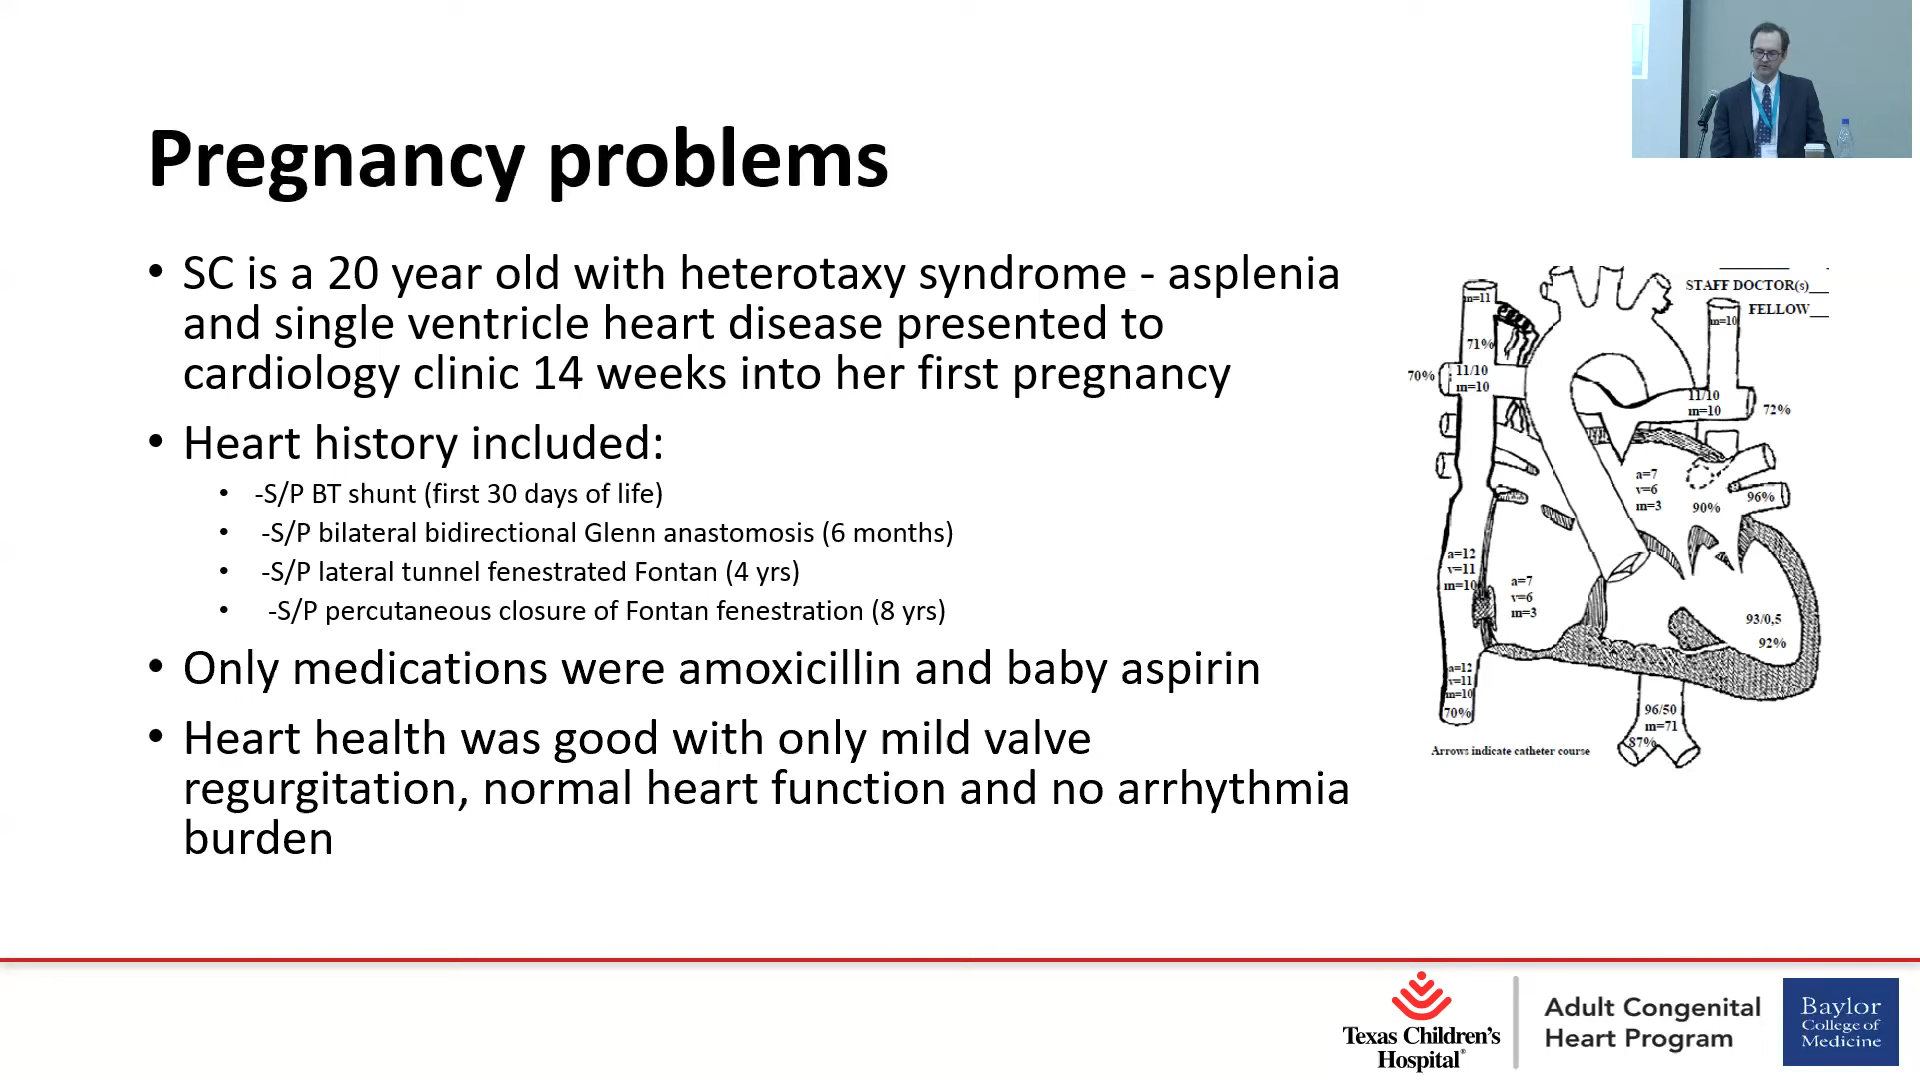 Pregnancy problems
• SC is a 20 year old with heterotaxy syndrome - asplenia
and single ventricle heart disease presented to
cardiology clinic 14 weeks into her first pregnancy
• Heart history included:
• -S/P BT shunt (first 30 days of life)
• -S/P bilateral bidirectional Glenn anastomosis (6 months)
• -S/P lateral tunnel fenestrated Fontan (4 yrs)
• -S/P percutaneous closure of Fontan fenestration (8 yrs)
• Only medications were amoxicillin and baby aspirin
• Heart health was good with only mild valve
regurgitation, normal heart function and no arrhythmia
burden
STAFF DOCTOR(s)__
FELLOW__
m=11
m=10
71%
70%
11/10
m=10
11/10
m=10
72%
a=7
v=6
m=3
90%
96%
a=12
v=11
m=10
a=7
v=6
m=3
93/0,5
92%
a=12
v=11
m=10
70%
96/50
m=71
87%
Arrows indicate catheter course
Texas Children's
Hospital®
Adult Congenital
Heart Program
Baylor
College of
Medicine